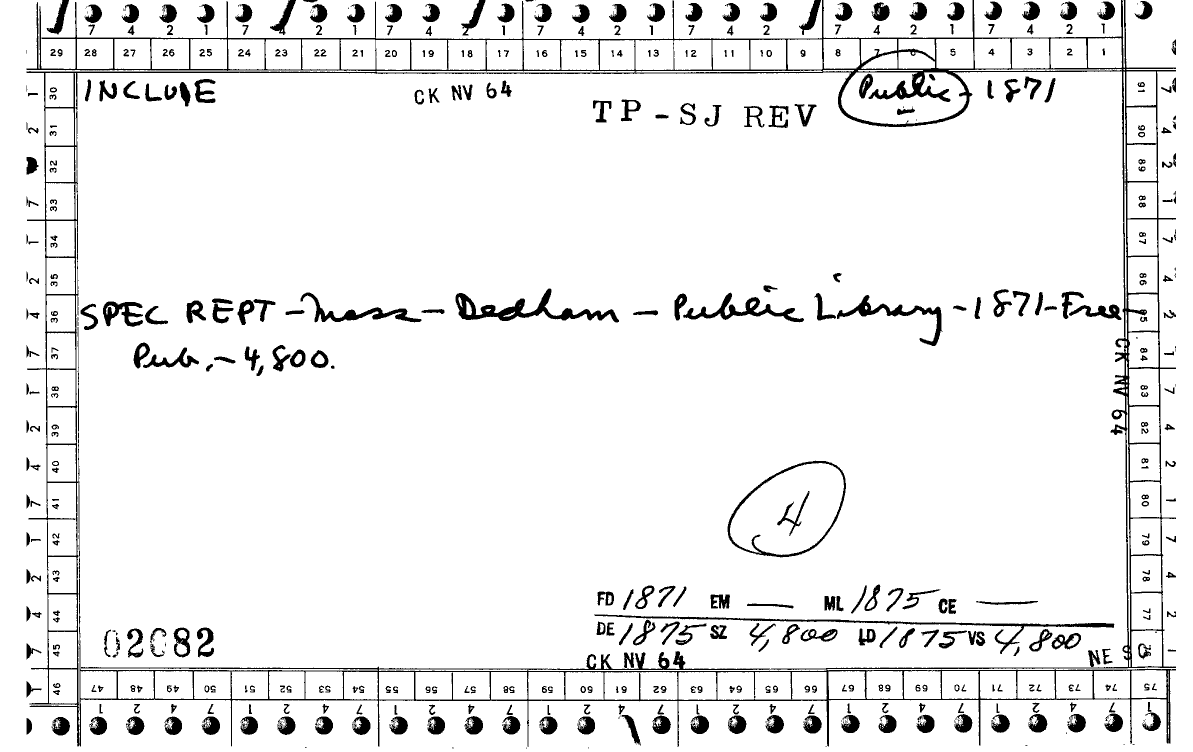 7 4 2 1 7 4 2 1 7 4 2 1 7 4 2 1 7 4 2 1 7 4 2 1 7 4 2 1
29 28 27 26 25 24 23 22 21 20 19 18 17 16 15 14 13 12 11 10 9 8 7 6 5 4 3 2 1
INCLUDE CK NV 64 Public - 1871
TP-SJ REV
SPEC REPT - Mass - Dedham - Public Library - 1871 - Free
Pub. - 4,800.
CK NV 64
4
FD 1871 EM — ML 1875 CE —
DE 1875 SZ 4,800 LD 1875 VS 4,800
02082
CK NV 64
NE S
30 31 32 33 34 35 36 37 38 39 40 41 42 43 44 45 46
91 90 89 88 87 86 85 84 83 82 81 80 79 78 77 76
47 48 49 50 51 52 53 54 55 56 57 58 59 60 61 62 63 64 65 66 67 68 69 70 71 72 73 74 75
1 2 4 7 1 2 4 7 1 2 4 7 1 2 4 7 1 2 4 7 1 2 4 7 1 2 4 7 1